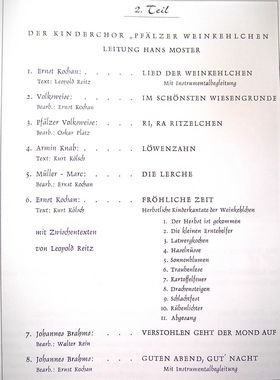 2. Teil
DER KINDERCHOR „PFÄLZER WEINKEHLCHEN
LEITUNG HANS MOSTER
1. Ernst Kochan: . . . . . LIED DER WEINKEHLCHEN
Text: Leopold Reitz Mit Instrumentalbegleitung
2. Volksweise: . . . . . IM SCHÖNSTEN WIESENGRUNDE
Bearb.: Ernst Kochan
3. Pfälzer Volksweise: . . . . RI, RA RITZELCHEN
Bearb.: Oskar Platz
4. Armin Knab: . . . . . LÖWENZAHN
Text: Kurt Kölsch
5. Müller - Marc: . . . . DIE LERCHE
Bearb.: Ernst Kochan
6. Ernst Kochan: . . . . . FRÖHLICHE ZEIT
Text: Kurt Kölsch Herbstliche Kinderkantate der Weinkehlchen
mit Zwischentexten
von Leopold Reitz
1. Der Herbst ist gekommen
2. Die kleinen Erntehelfer
3. Latwergkochen
4. Haselnüsse
5. Sonnenblumen
6. Traubenlese
7. Kartoffelfeuer
8. Drachensteigen
9. Schlachtfest
10. Rübenlichter
11. Abgesang
7. Johannes Brahms: . . . VERSTOHLEN GEHT DER MOND AUF
Bearb.: Walter Rein
8. Johannes Brahms: . . . GUTEN ABEND, GUT' NACHT
Bearb.: Ernst Kochan Mit Instrumentalbegleitung